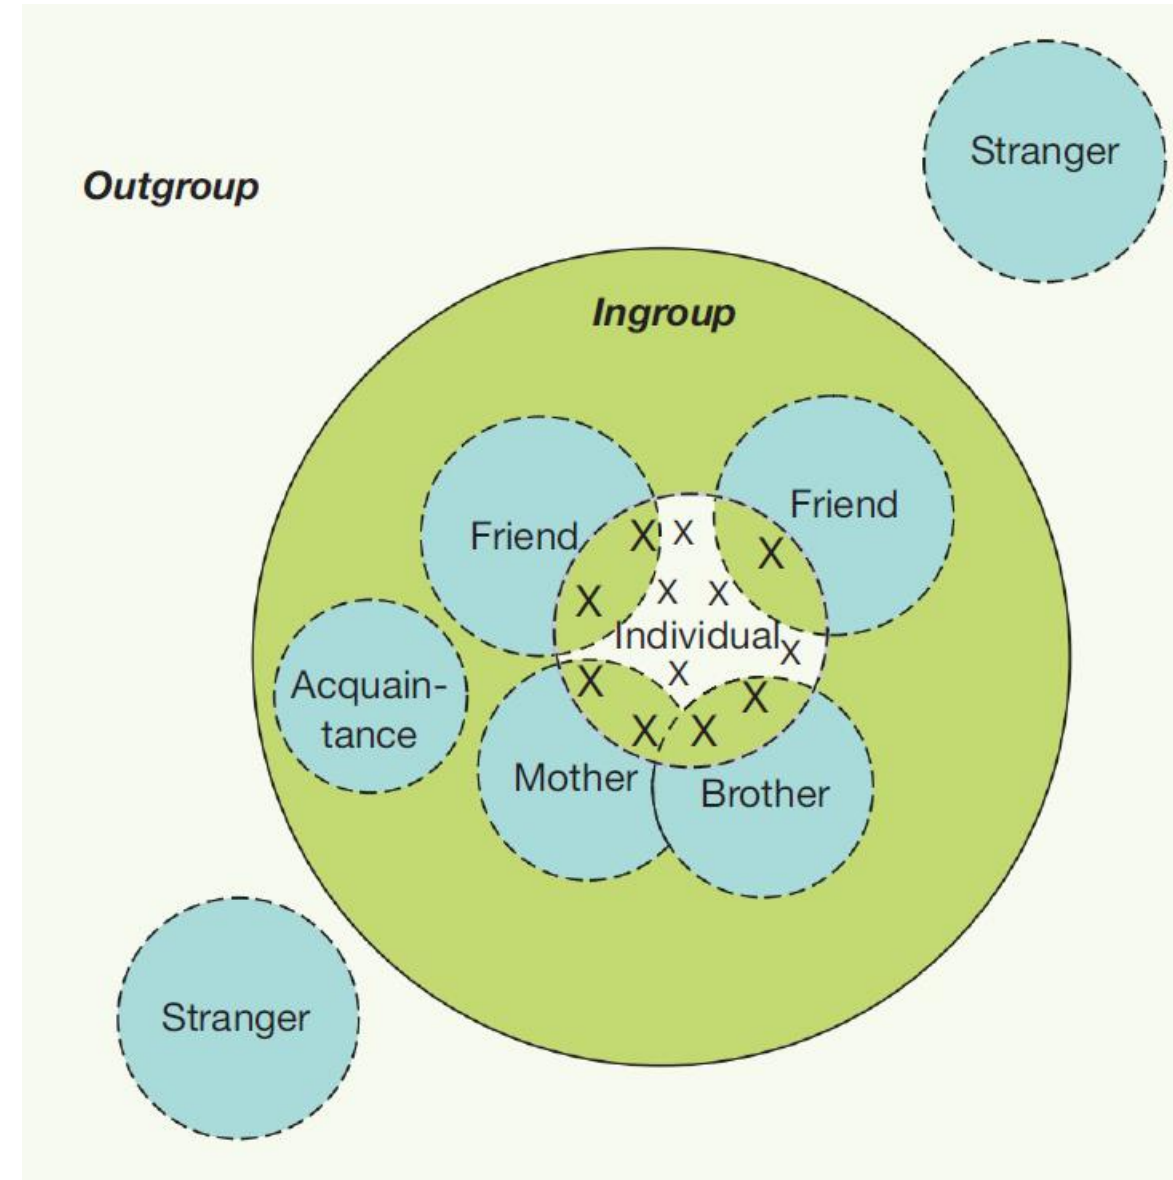 Stranger
Outgroup
Ingroup
Friend
Friend
X
X
X
X
X
X
Individual
X
X
X
X
X
X
Acquain-
tance
Mother
Brother
Stranger